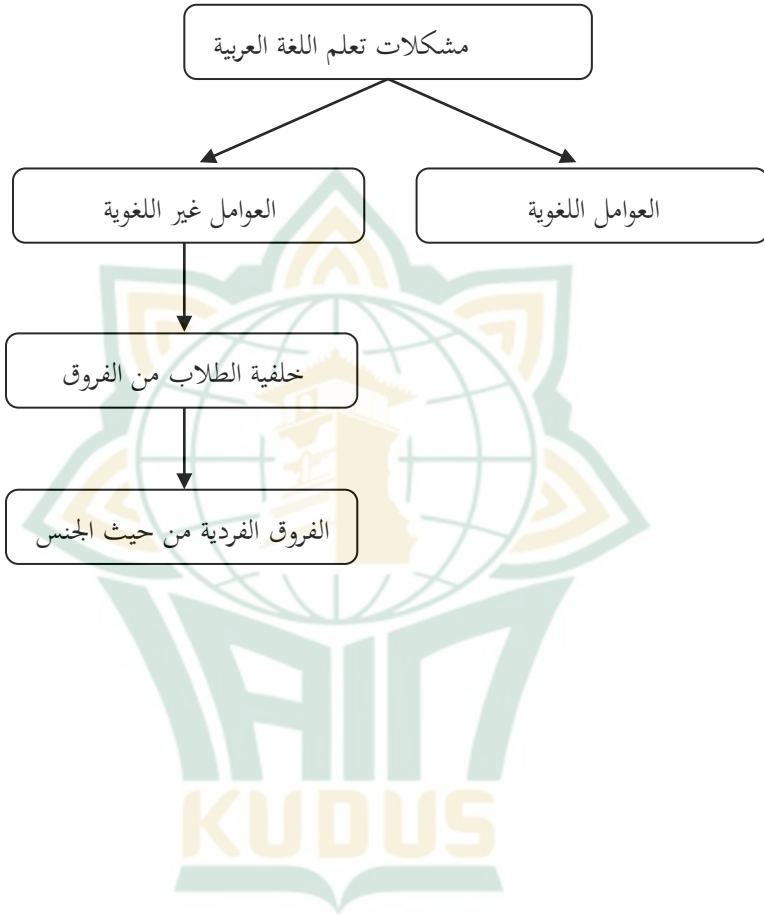 مشكلات تعلم اللغة العربية
العوامل اللغوية
العوامل غير اللغوية
خلفية الطلاب من الفروق
الفروق الفردية من حيث الجنس
IAIN
KUDUS